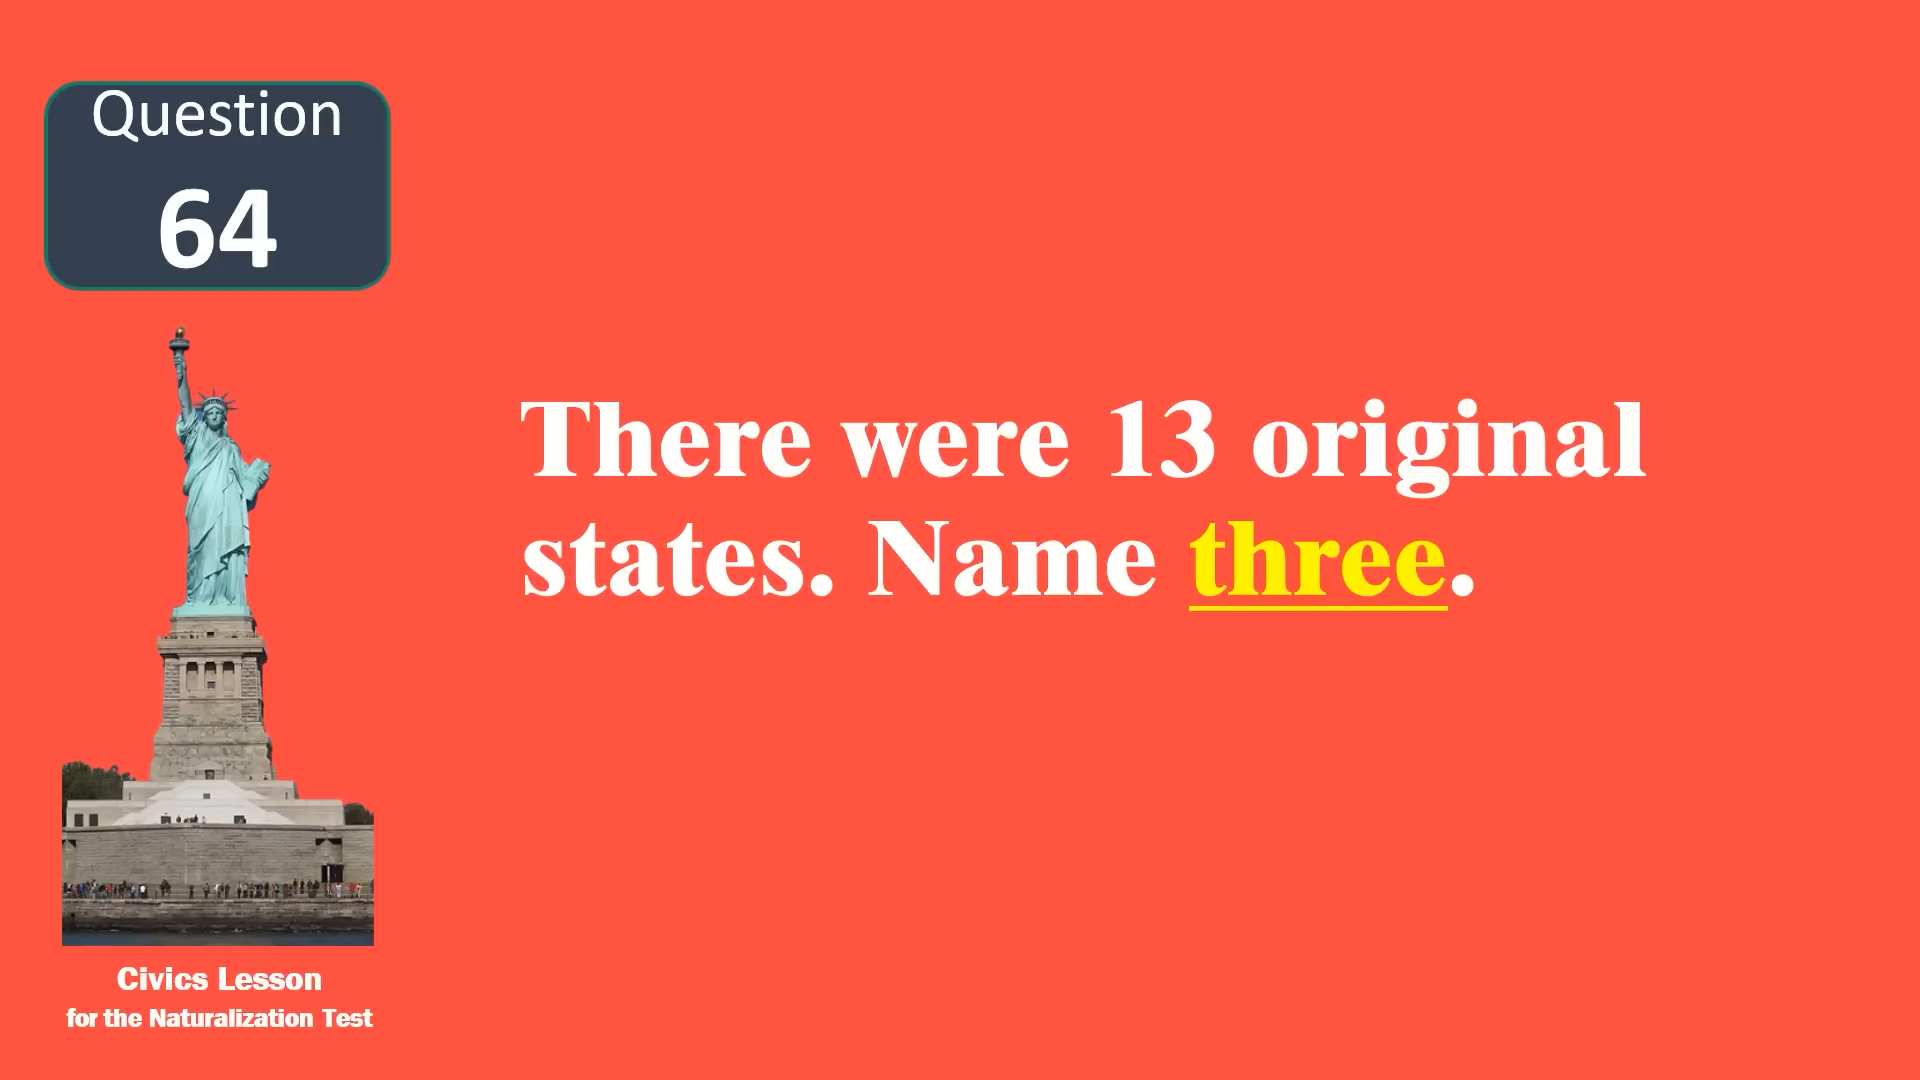 Question
64
There were 13 original
states. Name three.
Civics Lesson
for the Naturalization Test